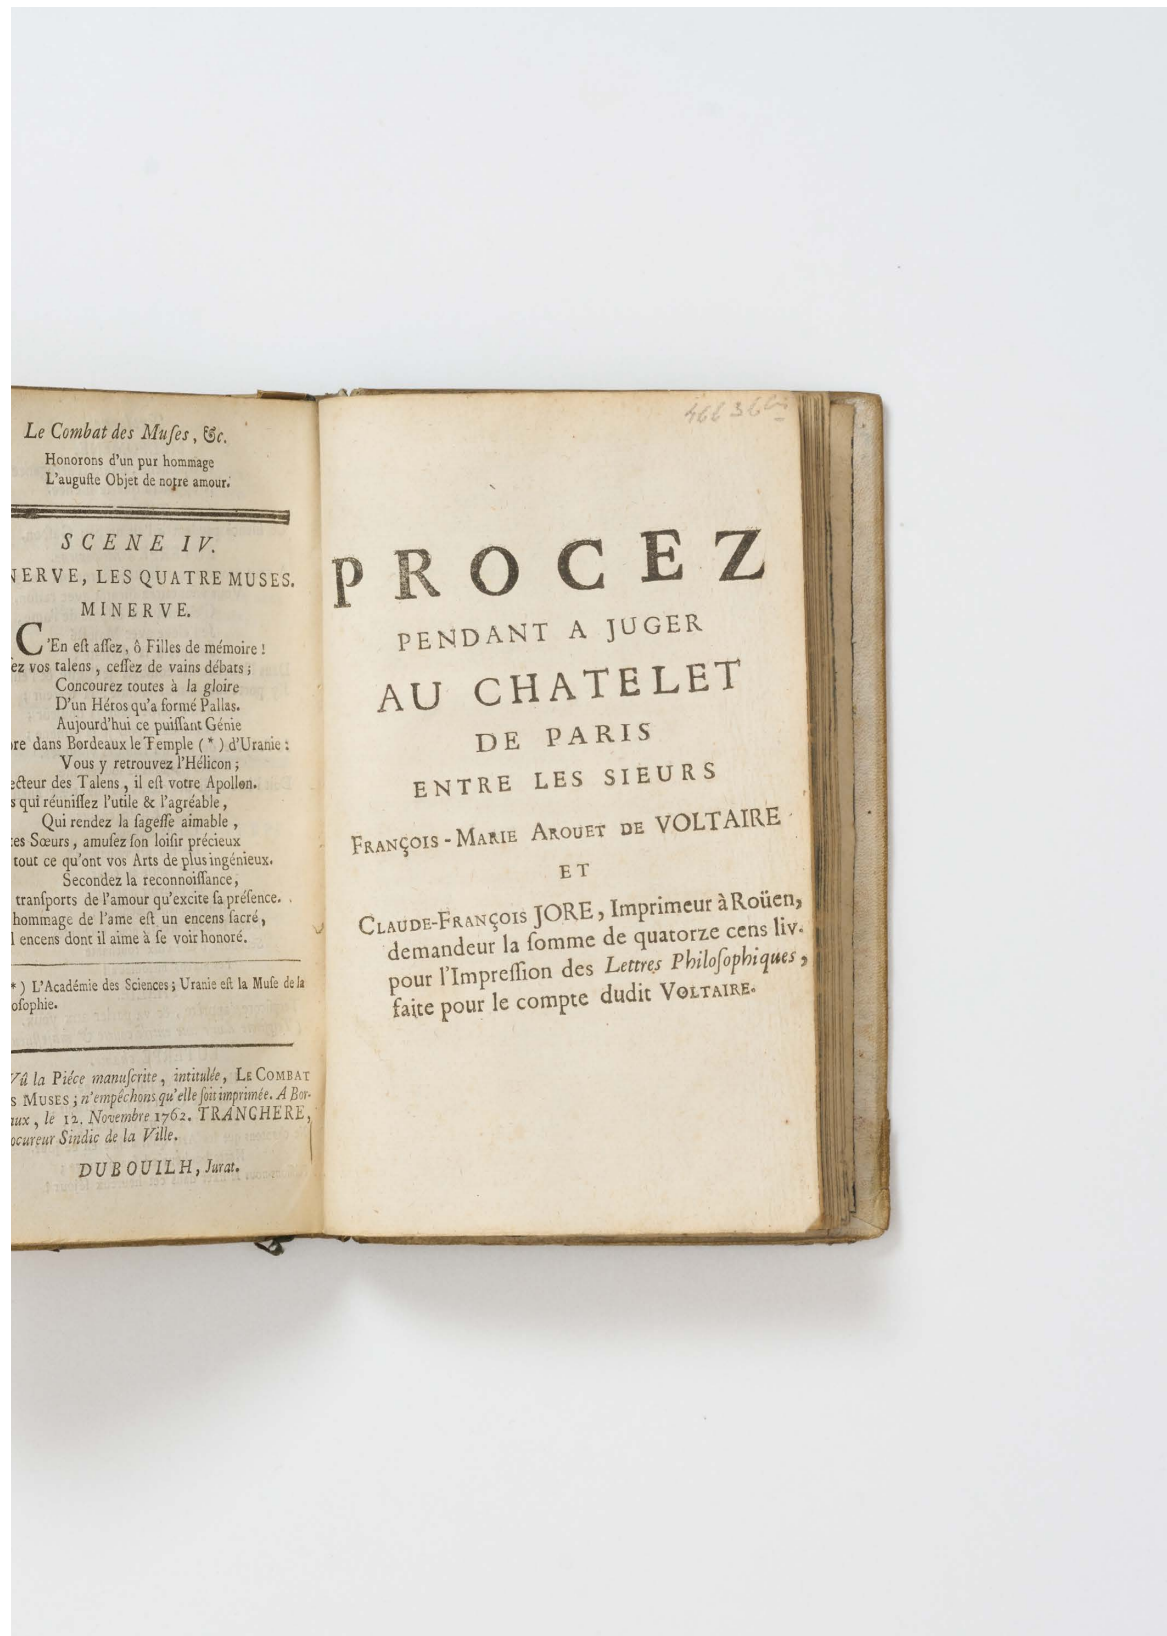 Le Combat des Muſes, &c.
Honorons d'un pur hommage
L'auguſte Objet de notre amour.
SCENE IV.
NERVE, LES QUATRE MUSES.
MINERVE.
C'En eſt aſſez, ô Filles de mémoire !
ez vos talens, ceſſez de vains débats ;
Concourez toutes à la gloire
D'un Héros qu'a formé Pallas.
Aujourd'hui ce puiſſant Génie
re dans Bordeaux le Temple (*) d'Uranie :
Vous y retrouvez l'Hélicon ;
ecteur des Talens, il eſt votre Apollon.
s qui réuniſſez l'utile & l'agréable,
Qui rendez la ſageſſe aimable,
es Sœurs, amuſez ſon loiſir précieux
tout ce qu'ont vos Arts de plus ingénieux.
Secondez la reconnoiſſance,
tranſports de l'amour qu'excite ſa préſence.
hommage de l'ame eſt un encens ſacré,
l encens dont il aime à ſe voir honoré.
*) L'Académie des Sciences ; Uranie eſt la Muſe de la
oſophie.
Vû la Piéce manuſcrite, intitulée, LE COMBAT
S MUSES ; n'empêchons qu'elle ſoit imprimée. A Bor-
aux, le 12. Novembre 1762. TRANCHERE,
ocureur Sindic de la Ville.
DUBOUILH, Jurat.
PROCEZ
PENDANT A JUGER
AU CHATELET
DE PARIS
ENTRE LES SIEURS
FRANÇOIS-MARIE AROUET DE VOLTAIRE
ET
CLAUDE-FRANÇOIS JORE, Imprimeur à Roüen,
demandeur la ſomme de quatorze cens liv.
pour l'Impreſſion des Lettres Philoſophiques,
faite pour le compte dudit VOLTAIRE.